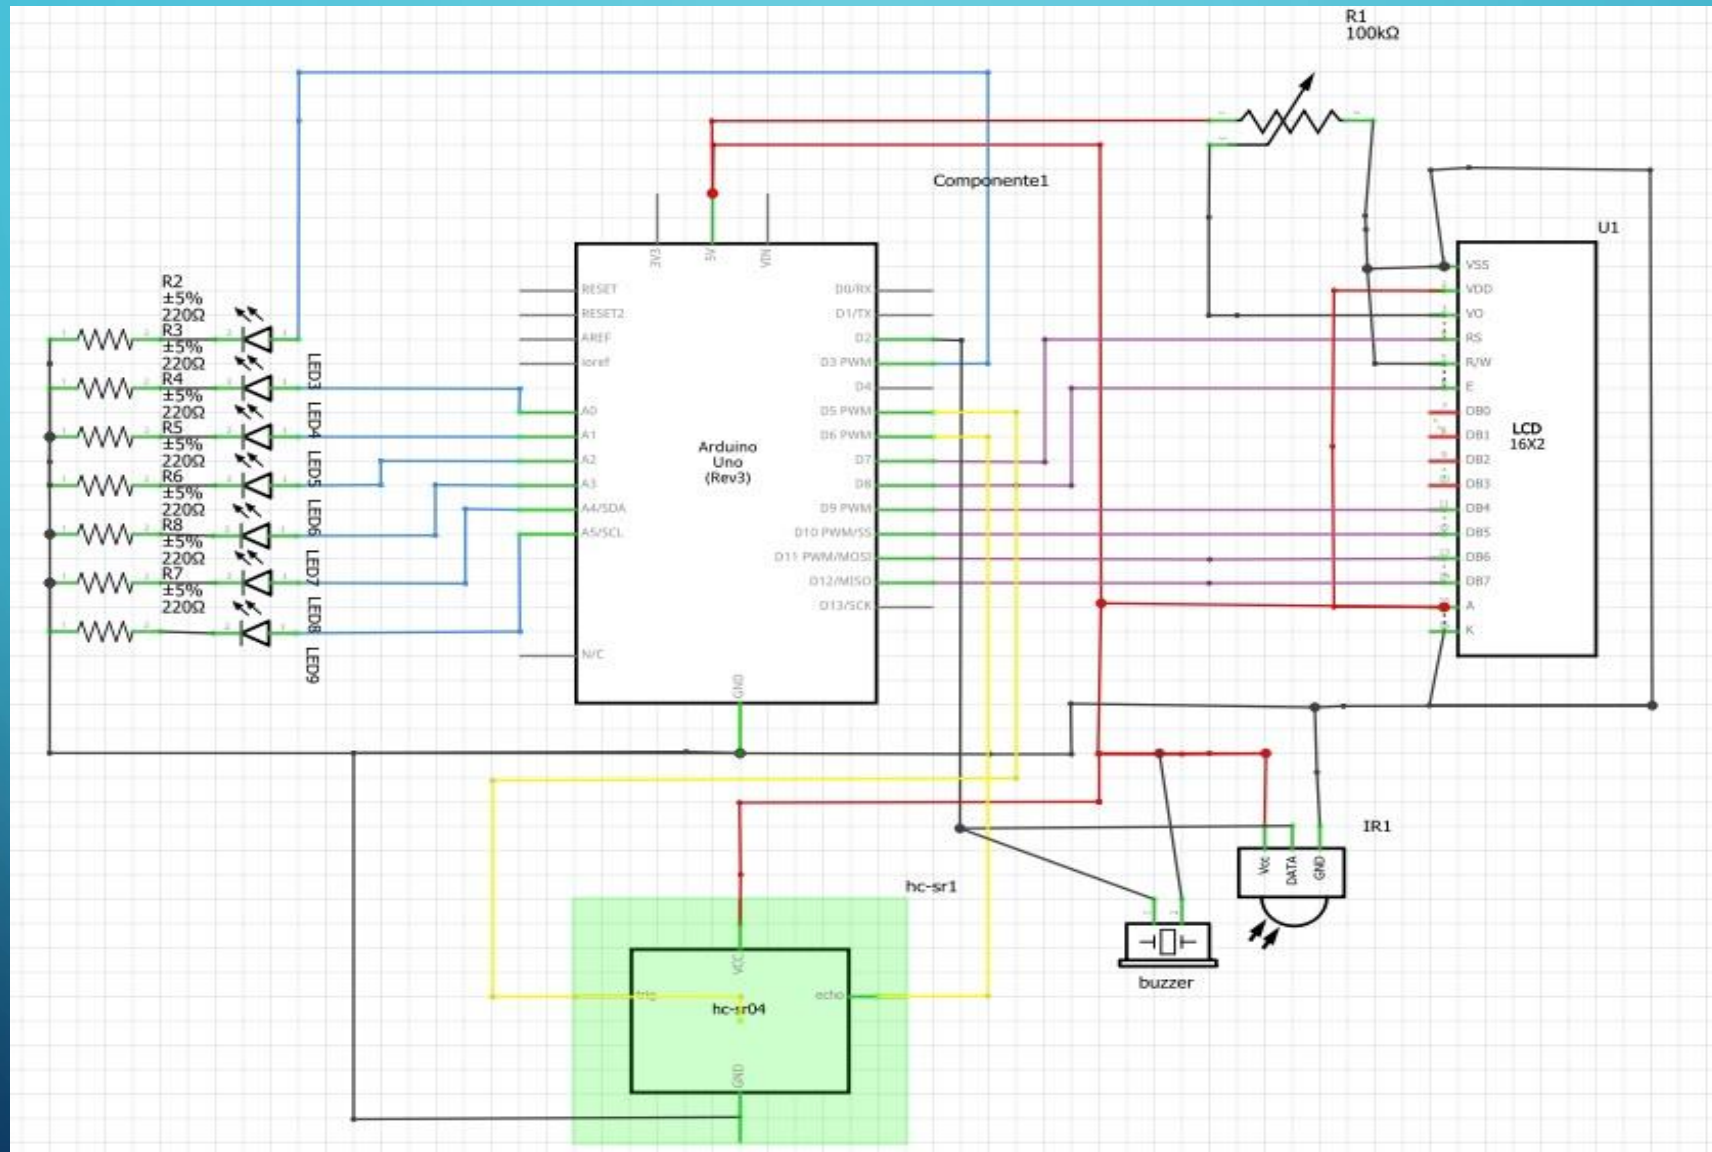 R1
100kΩ
Componente1
U1
3V3
5V
VIN
RESET
RESET2
AREF
ioref
A0
A1
A2
A3
A4/SDA
A5/SCL
N/C
D0/RX
D1/TX
D2
D3 PWM
D4
D5 PWM
D6 PWM
D7
D8
D9 PWM
D10 PWM/SS
D11 PWM/MOSI
D12/MISO
D13/SCK
GND
Arduino
Uno
(Rev3)
R2
±5%
220Ω
R3
±5%
220Ω
R4
±5%
220Ω
R5
±5%
220Ω
R6
±5%
220Ω
R8
±5%
220Ω
R7
±5%
220Ω
LED3
LED4
LED5
LED6
LED7
LED8
LED9
VSS
VDD
VO
RS
R/W
E
DB0
DB1
DB2
DB3
DB4
DB5
DB6
DB7
A
K
LCD
16X2
IR1
Vcc
DATA
GND
buzzer
hc-sr1
VCC
trig
echo
hc-sr04
GND